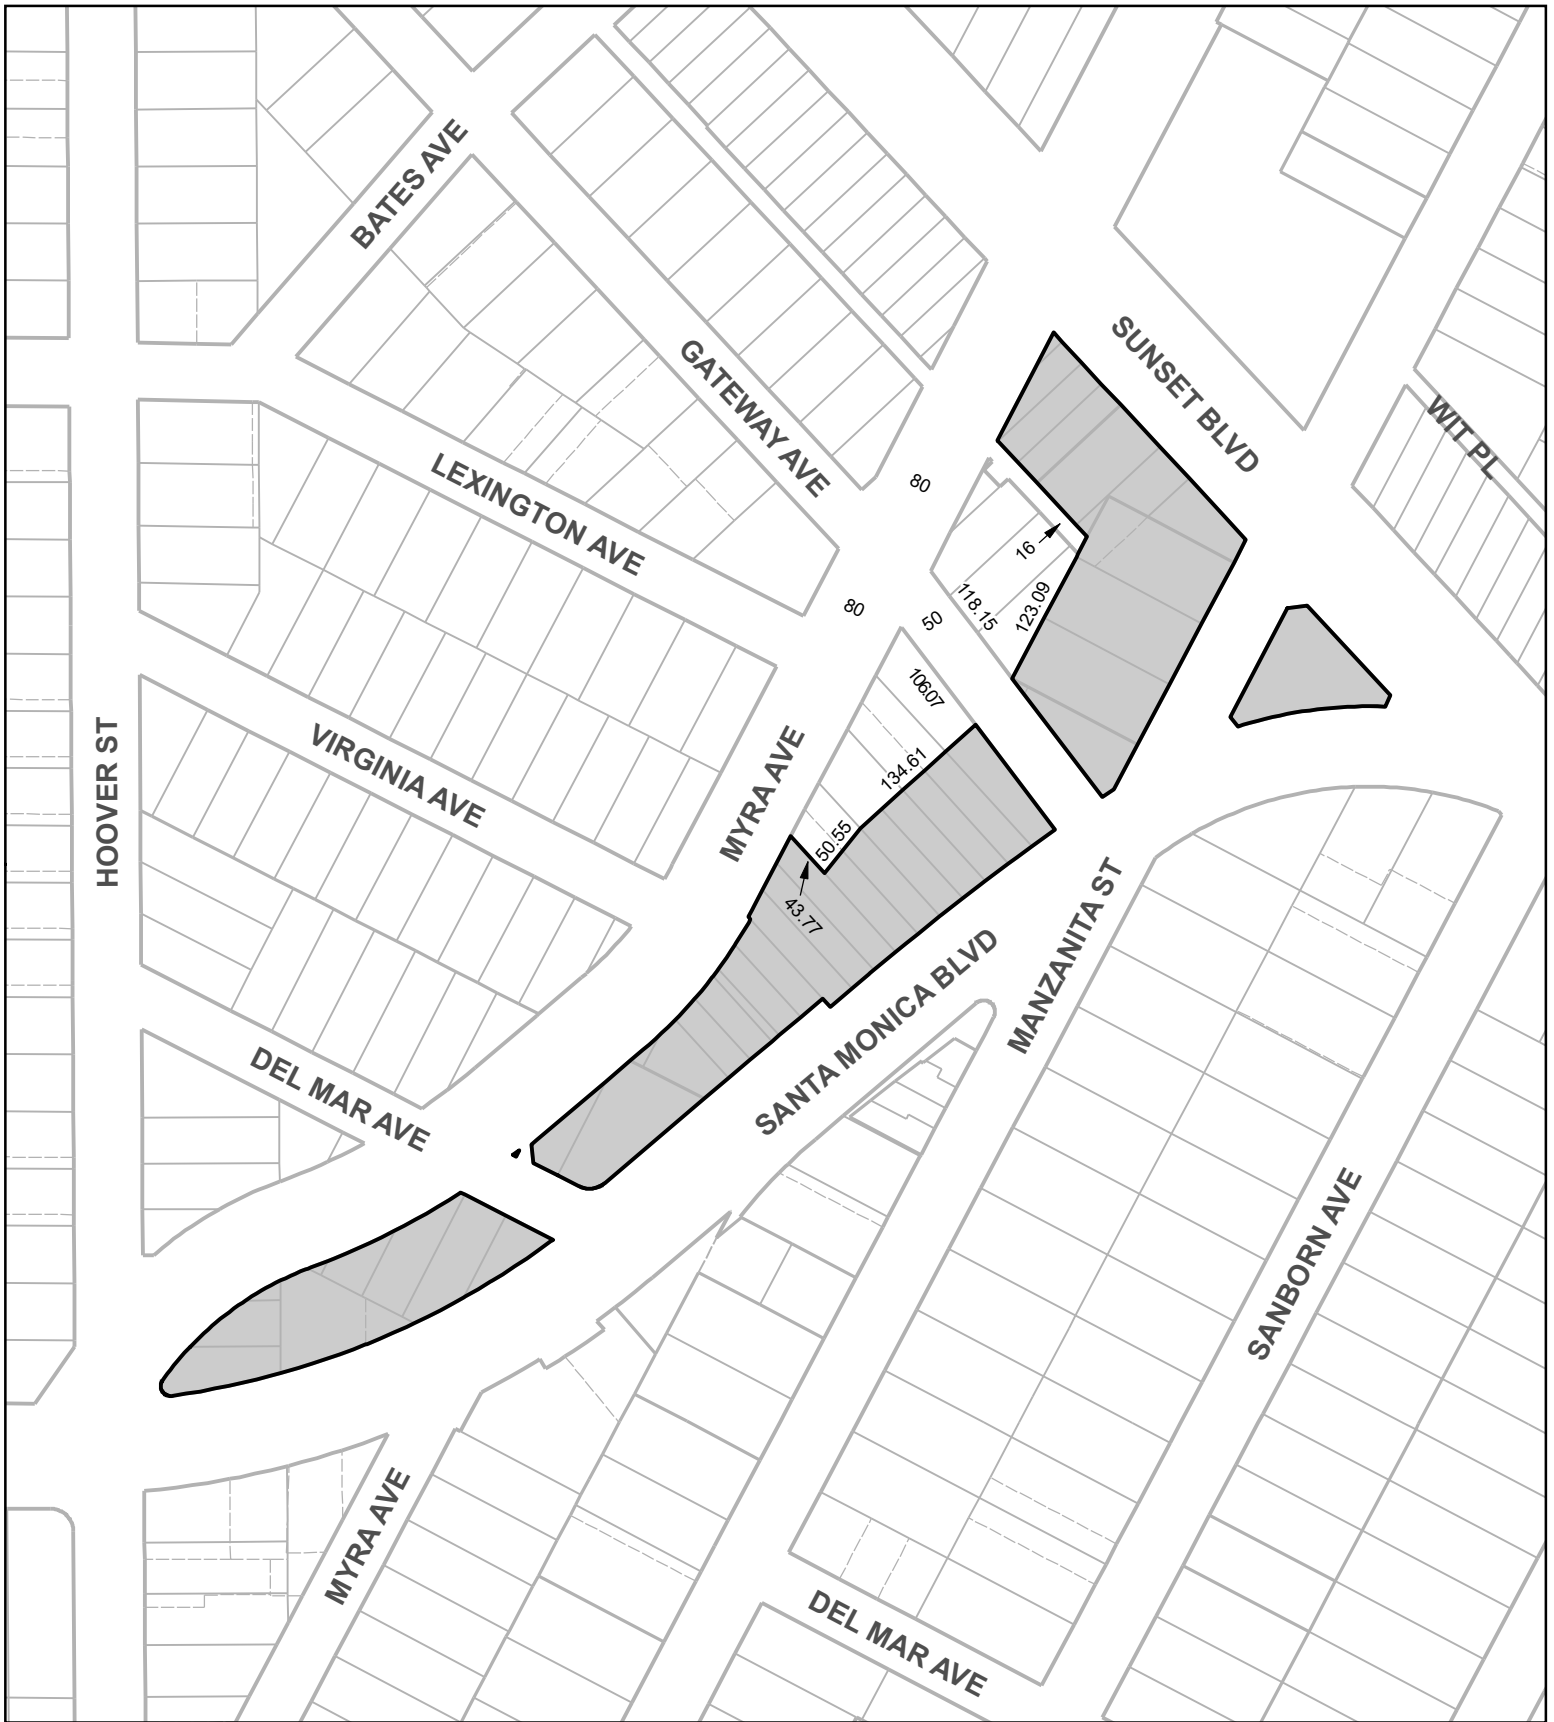 BATES AVE
SUNSET BLVD
GATEWAY AVE
WIT PL
LEXINGTON AVE
80
16
118.15
123.09
80
50
106.07
HOOVER ST
VIRGINIA AVE
MYRA AVE
134.61
50.55
43.77
MANZANITA ST
SANTA MONICA BLVD
DEL MAR AVE
SANBORN AVE
MYRA AVE
DEL MAR AVE